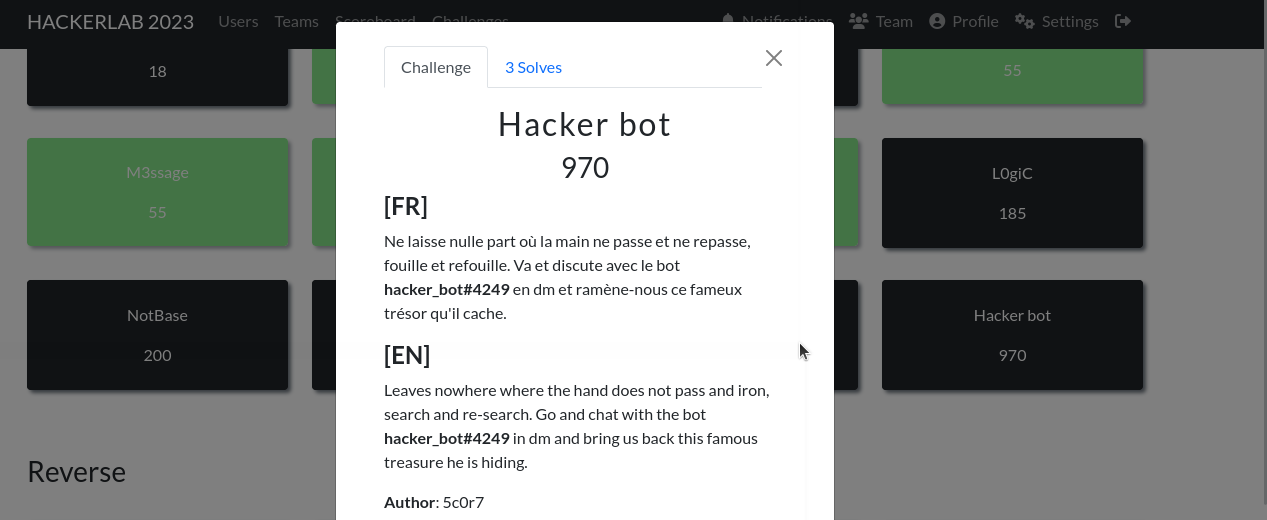 HACKERLAB 2023 Users Teams Scoreboard Challenges Notifications Team Profile Settings
Challenge 3 Solves
18
55
Hacker bot
970
[FR]
Ne laisse nulle part où la main ne passe et ne repasse,
fouille et refouille. Va et discute avec le bot
hacker_bot#4249 en dm et ramène-nous ce fameux
trésor qu'il cache.
[EN]
Leaves nowhere where the hand does not pass and iron,
search and re-search. Go and chat with the bot
hacker_bot#4249 in dm and bring us back this famous
treasure he is hiding.
Author: 5c0r7
M3ssage
55
L0giC
185
NotBase
200
Hacker bot
970
Reverse